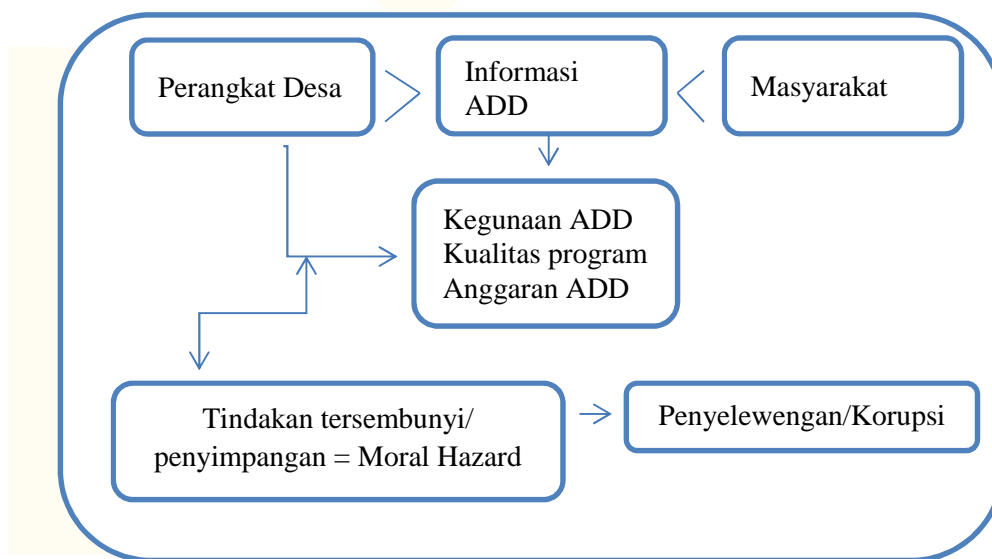 Perangkat Desa
Informasi
ADD
Masyarakat
Kegunaan ADD
Kualitas program
Anggaran ADD
Tindakan tersembunyi/
penyimpangan = Moral Hazard
Penyelewengan/Korupsi